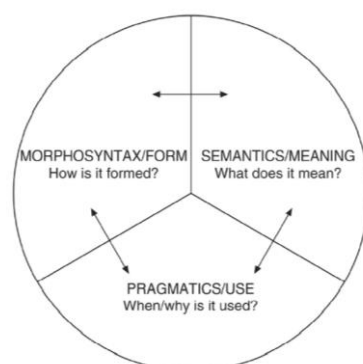 MORPHOSYNTAX/FORM
How is it formed?
SEMANTICS/MEANING
What does it mean?
PRAGMATICS/USE
When/why is it used?